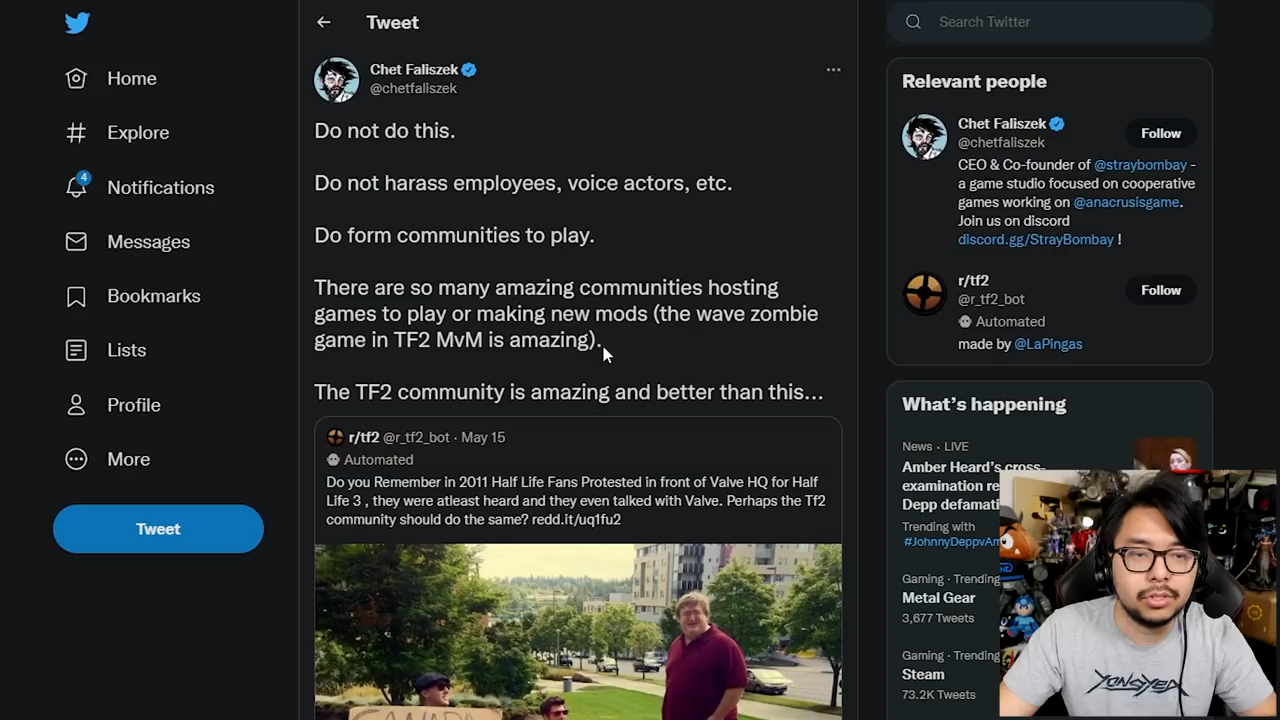 Tweet
Search Twitter
Home
Explore
4
Notifications
Messages
Bookmarks
Lists
Profile
More
Tweet
Chet Faliszek
@chetfaliszek
Do not do this.
Do not harass employees, voice actors, etc.
Do form communities to play.
There are so many amazing communities hosting
games to play or making new mods (the wave zombie
game in TF2 MvM is amazing).
The TF2 community is amazing and better than this…
r/tf2 @r_tf2_bot · May 15
Automated
Do you Remember in 2011 Half Life Fans Protested in front of Valve HQ for Half
Life 3 , they were atleast heard and they even talked with Valve. Perhaps the Tf2
community should do the same? redd.it/uq1fu2
CANADA
Relevant people
Chet Faliszek
@chetfaliszek
Follow
CEO & Co-founder of @straybombay -
a game studio focused on cooperative
games working on @anacrusisgame.
Join us on discord
discord.gg/StrayBombay !
r/tf2
@r_tf2_bot
Follow
Automated
made by @LaPingas
What's happening
News · LIVE
Amber Heard's cross-
examination re
Depp defamati
Trending with
#JohnnyDeppvAm
Gaming · Trending
Metal Gear
3,677 Tweets
Gaming · Trending
Steam
73.2K Tweets
YONGYEA